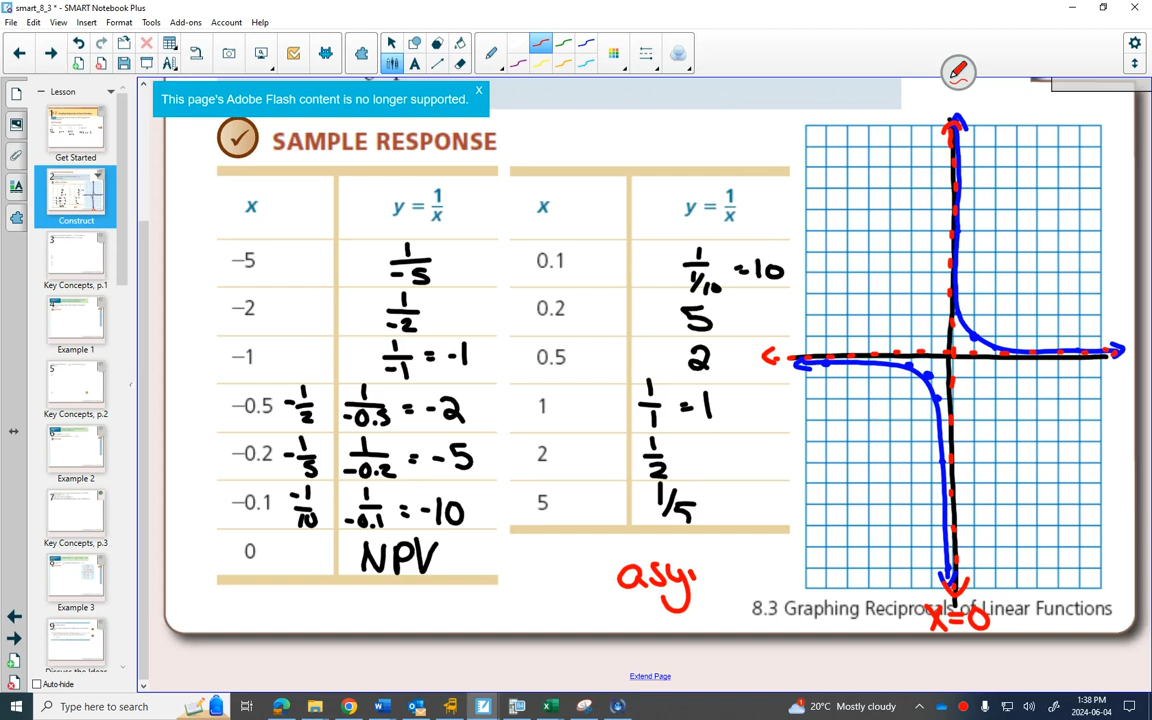 smart_8_3 * - SMART Notebook Plus
File Edit View Insert Format Tools Add-ons Account Help
Lesson
Get Started
Construct
Key Concepts, p.1
Example 1
Key Concepts, p.2
Example 2
Key Concepts, p.3
Example 3
Auto-hide
This page's Adobe Flash content is no longer supported. X
SAMPLE RESPONSE
x y = 1/x x y = 1/x
−5 1/-5 0.1 1/(1/10) = 10
−2 1/-2 0.2 5
−1 1/-1 = -1 0.5 2
−0.5 -1/2 1/-0.5 = -2 1 1/1 = 1
−0.2 -1/5 1/-0.2 = -5 2 1/2
−0.1 -1/10 1/-0.1 = -10 5 1/5
0 NPV
asy
x=0
8.3 Graphing Reciprocals of Linear Functions
Extend Page
Type here to search
20°C Mostly cloudy
1:38 PM
2024-06-04